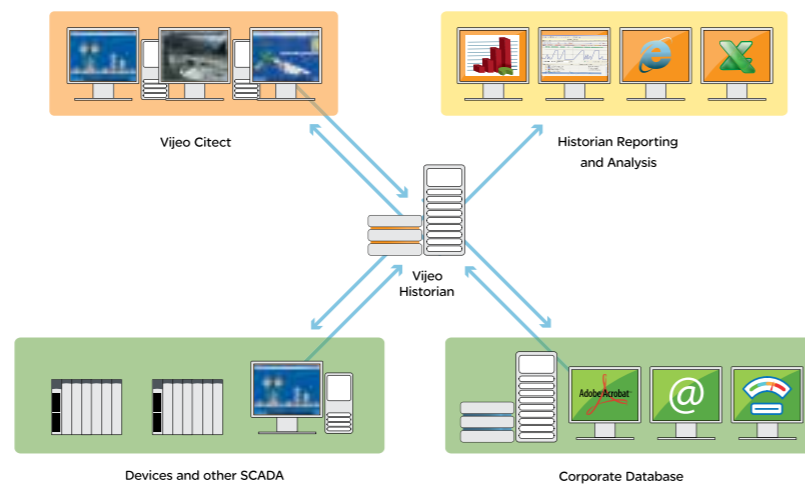 Vijeo Citect
Historian Reporting
and Analysis
Vijeo
Historian
Adobe Acrobat
@
Devices and other SCADA
Corporate Database